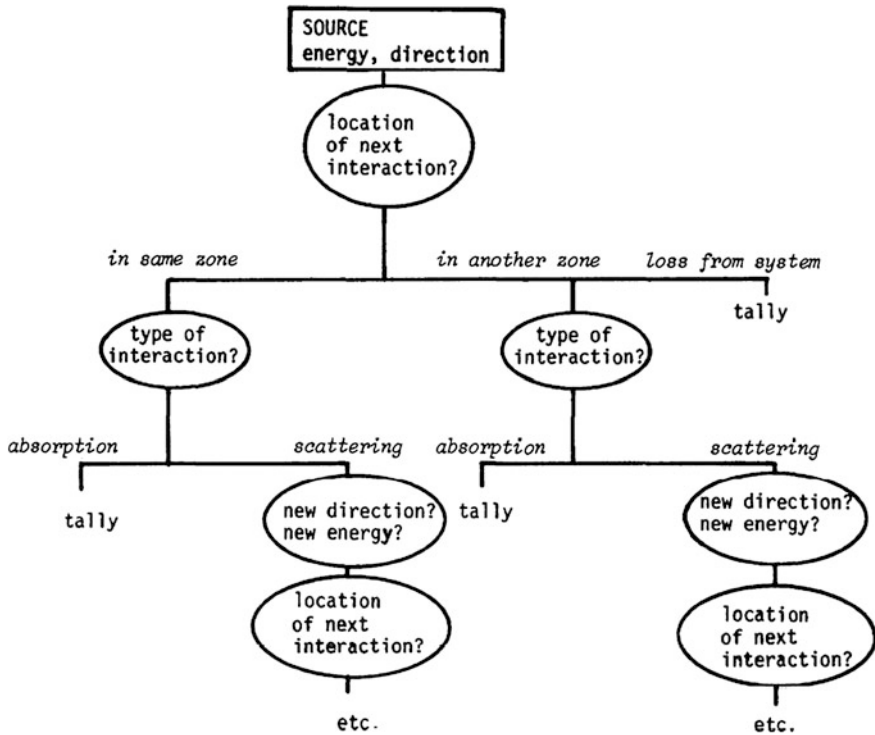 SOURCE
energy, direction
location
of next
interaction?
in same zone
in another zone
loss from system
tally
type of
interaction?
type of
interaction?
absorption
scattering
absorption
scattering
tally
new direction?
new energy?
tally
new direction?
new energy?
location
of next
interaction?
location
of next
interaction?
etc.
etc.